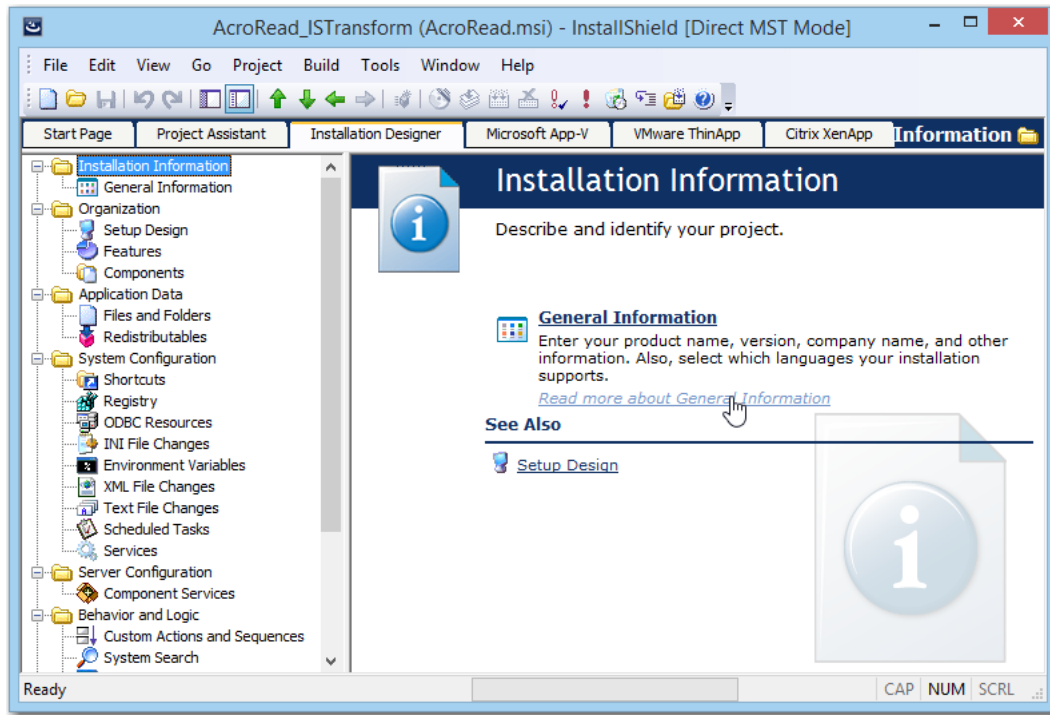 AcroRead_ISTransform (AcroRead.msi) - InstallShield [Direct MST Mode]
File Edit View Go Project Build Tools Window Help
Start Page Project Assistant Installation Designer Microsoft App-V VMware ThinApp Citrix XenApp Information
Installation Information
General Information
Organization
Setup Design
Features
Components
Application Data
Files and Folders
Redistributables
System Configuration
Shortcuts
Registry
ODBC Resources
INI File Changes
Environment Variables
XML File Changes
Text File Changes
Scheduled Tasks
Services
Server Configuration
Component Services
Behavior and Logic
Custom Actions and Sequences
System Search
Installation Information
Describe and identify your project.
General Information
Enter your product name, version, company name, and other
information. Also, select which languages your installation
supports.
Read more about General Information
See Also
Setup Design
Ready
CAP NUM SCRL